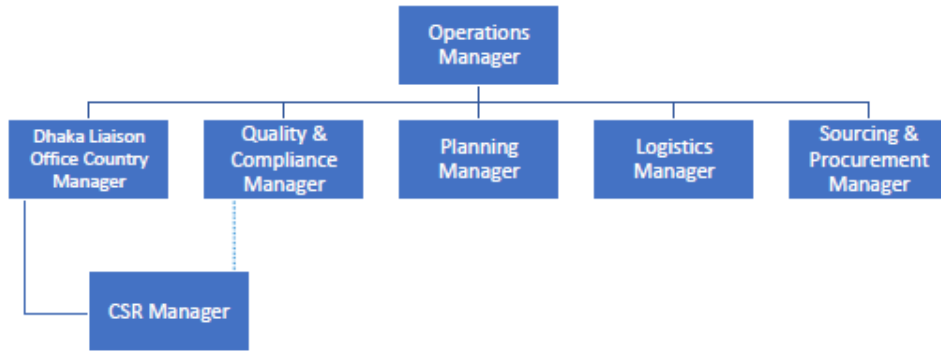 Operations
Manager
Dhaka Liaison
Office Country
Manager
Quality &
Compliance
Manager
Planning
Manager
Logistics
Manager
Sourcing &
Procurement
Manager
CSR Manager